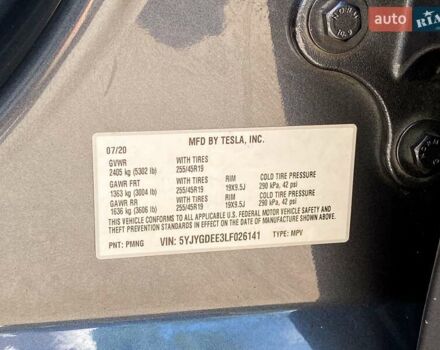 auto RIA
MFD BY TESLA, INC.
07/20
GVWR WITH TIRES
2405 kg (5302 lb) 255/45R19
GAWR FRT WITH TIRES RIM COLD TIRE PRESSURE
1363 kg (3004 lb) 255/45R19 19X9.5J 290 kPa, 42 psi
GAWR RR WITH TIRES RIM COLD TIRE PRESSURE
1636 kg (3606 lb) 255/45R19 19X9.5J 290 kPa, 42 psi
THIS VEHICLE CONFORMS TO ALL APPLICABLE U.S. FEDERAL MOTOR VEHICLE SAFETY AND
THEFT PREVENTION STANDARDS IN EFFECT ON THE DATE OF MANUFACTURE SHOWN ABOVE.
PNT: PMNG VIN: 5YJYGDEE3LF026141 TYPE: MPV
10.9